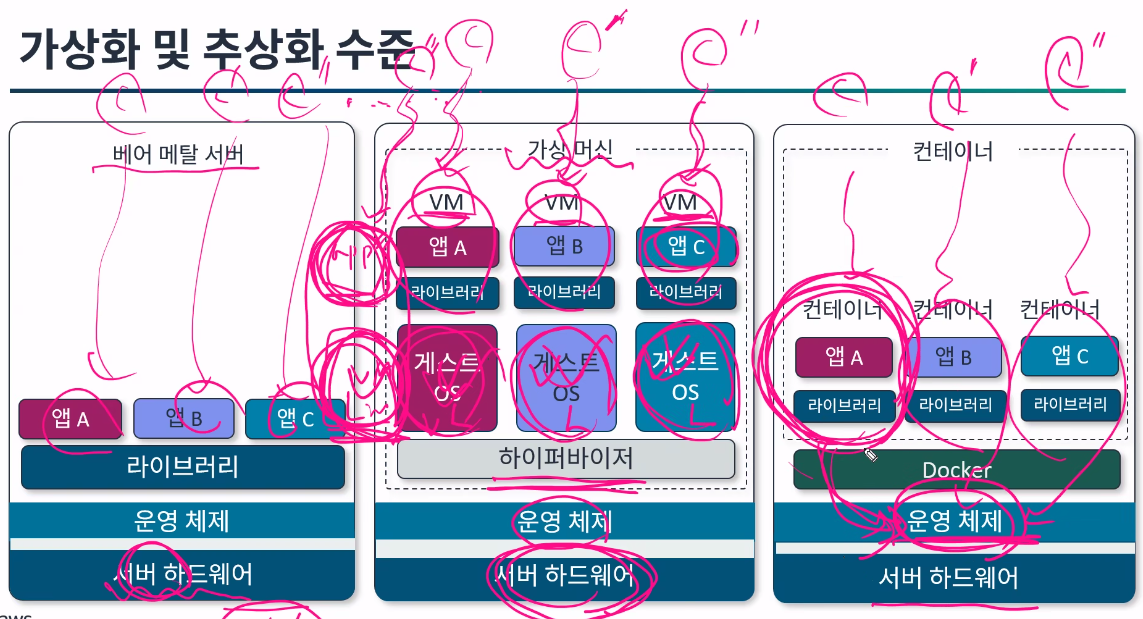 가상화 및 추상화 수준
베어 메탈 서버
앱 A
앱 B
앱 C
라이브러리
운영 체제
서버 하드웨어
가상 머신
VM
VM
VM
앱 A
앱 B
앱 C
라이브러리
라이브러리
라이브러리
게스트
OS
게스트
OS
게스트
OS
하이퍼바이저
운영 체제
서버 하드웨어
컨테이너
컨테이너
컨테이너
컨테이너
앱 A
앱 B
앱 C
라이브러리
라이브러리
라이브러리
Docker
운영 체제
서버 하드웨어
aws